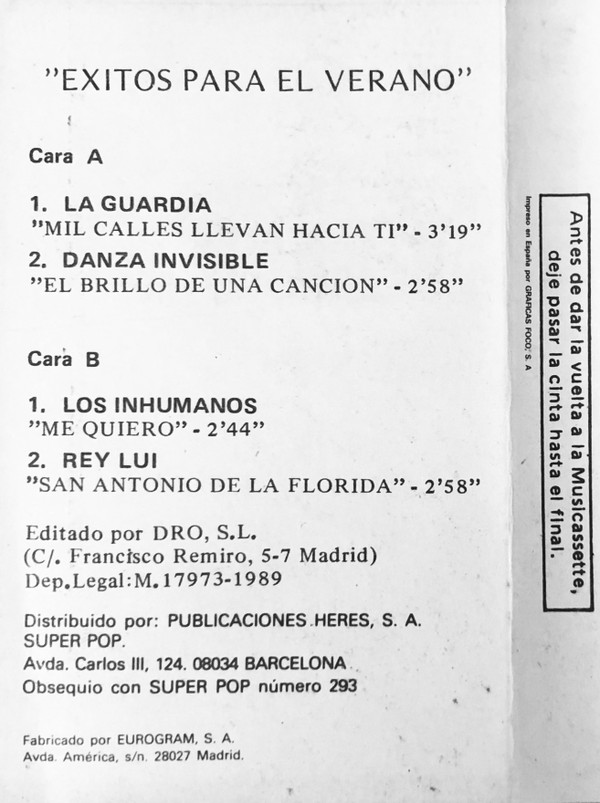 "EXITOS PARA EL VERANO"
Cara A
1. LA GUARDIA
"MIL CALLES LLEVAN HACIA TI" - 3'19"
2. DANZA INVISIBLE
"EL BRILLO DE UNA CANCION" - 2'58"
Cara B
1. LOS INHUMANOS
"ME QUIERO" - 2'44"
2. REY LUI
"SAN ANTONIO DE LA FLORIDA" - 2'58"
Editado por DRO, S.L.
(C/. Francisco Remiro, 5-7 Madrid)
Dep.Legal:M.17973-1989
Distribuido por: PUBLICACIONES HERES, S. A.
SUPER POP.
Avda. Carlos III, 124. 08034 BARCELONA
Obsequio con SUPER POP número 293
Fabricado por EUROGRAM, S. A.
Avda. América, s/n. 28027 Madrid.
Impreso en España por GRAFICAS FOCO, S. A
Antes de dar la vuelta a la Musicassette,
deje pasar la cinta hasta el final.